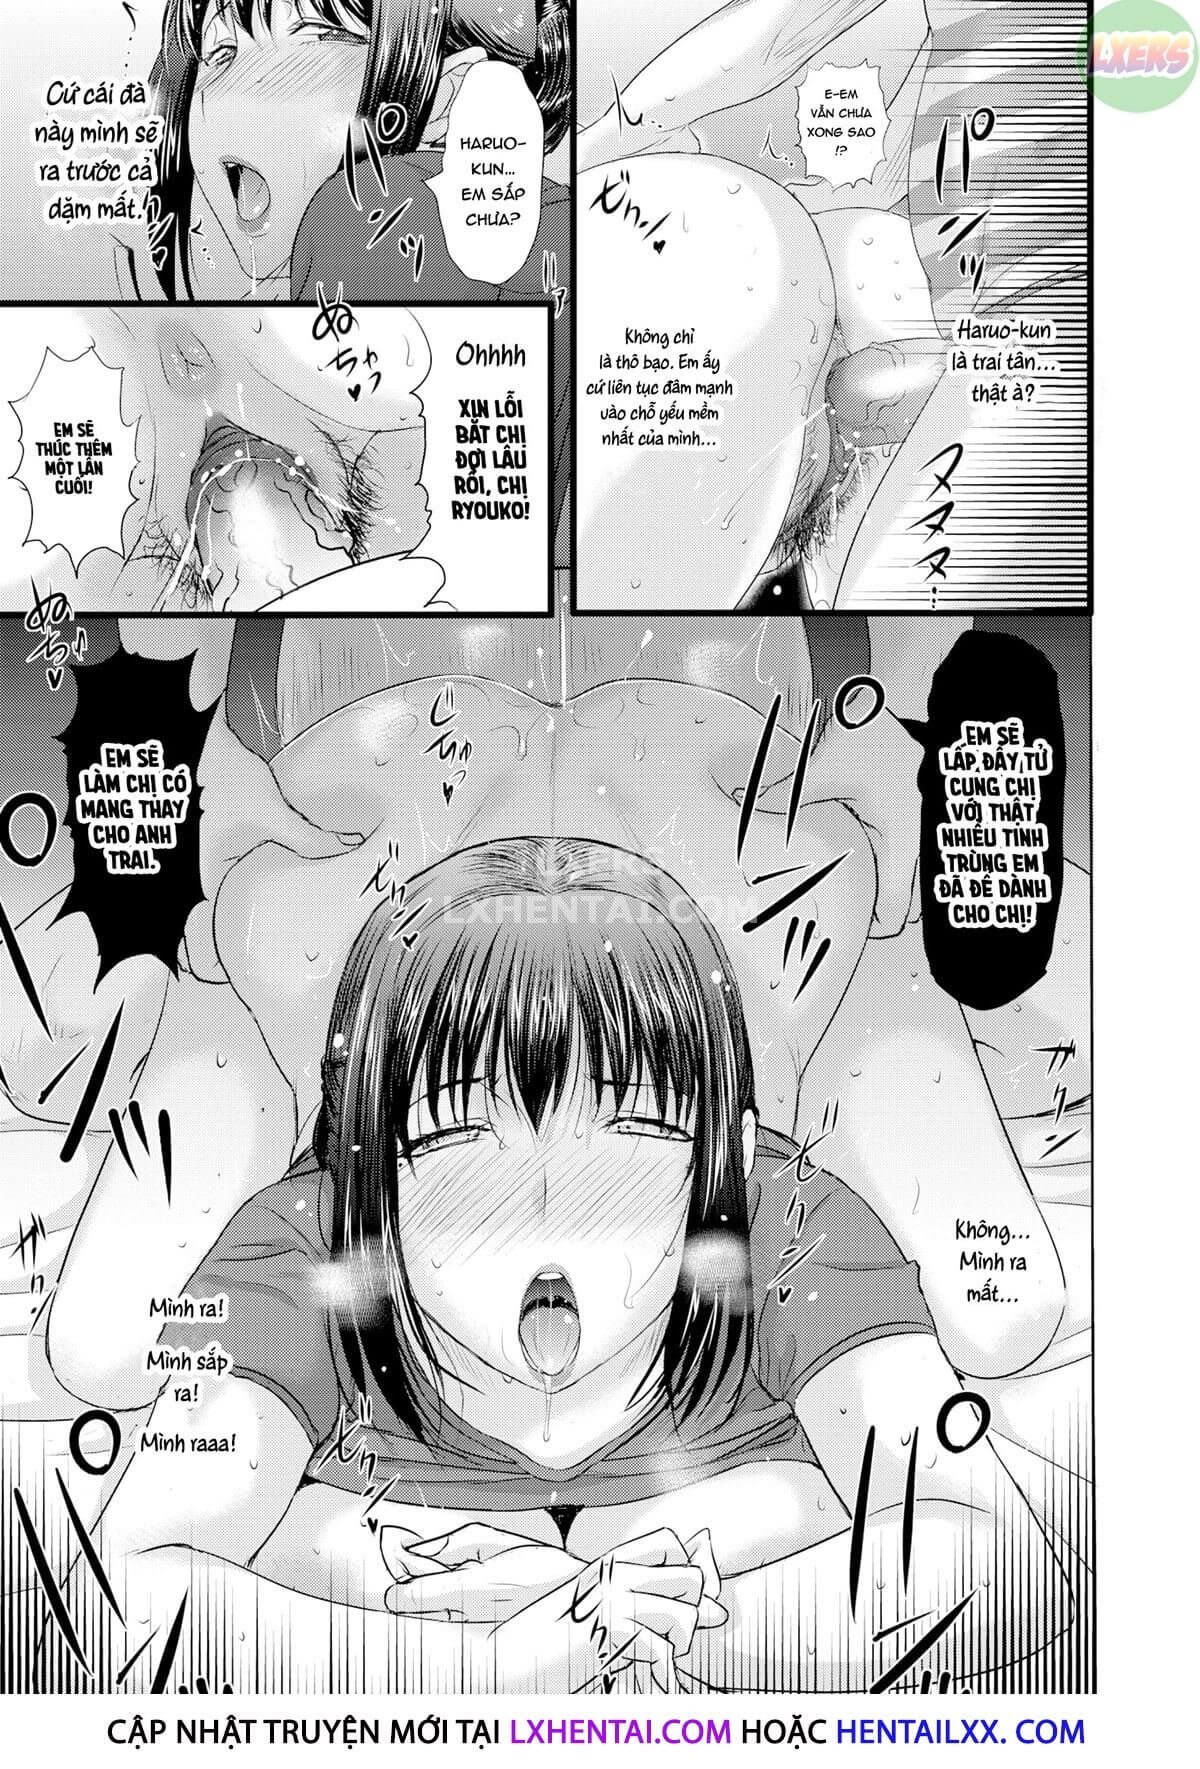 E-EM
VẪN CHƯA
XONG SAO
!?
Haruo-kun
là trai tân...
thật à?
Không chỉ
là thô bạo. Em ấy
cứ liên tục đâm mạnh
vào chỗ yếu mềm
nhất của mình...
ヌ
ヌ
ヌ
HARUO-
KUN...
EM SẮP
CHƯA?
Cứ cái đà
này mình sẽ
ra trước cả
dặm mất!
Ohhhh
XIN LỖI
BẮT CHỊ
ĐỢI LÂU
RỒI, CHỊ
RYOUKO!
EM SẼ
THÚC THÊM
MỘT LẦN
CUỐI!
EM SẼ
LẤP ĐẦY TỬ
CUNG CHỊ
VỚI THẬT
NHIỀU TINH
TRÙNG EM
ĐÃ ĐỂ DÀNH
CHO CHỊ!
EM SẼ
LÀM CHỊ CÓ
MANG THAY
CHO ANH
TRAI.
Không...
Mình ra
mất...
Mình ra!
Mình sắp
ra!
Mình raaa!
LXERS
LXERS
LXHENTAI.COM
CẬP NHẬT TRUYỆN MỚI TẠI LXHENTAI.COM HOẶC HENTAILXX. COM